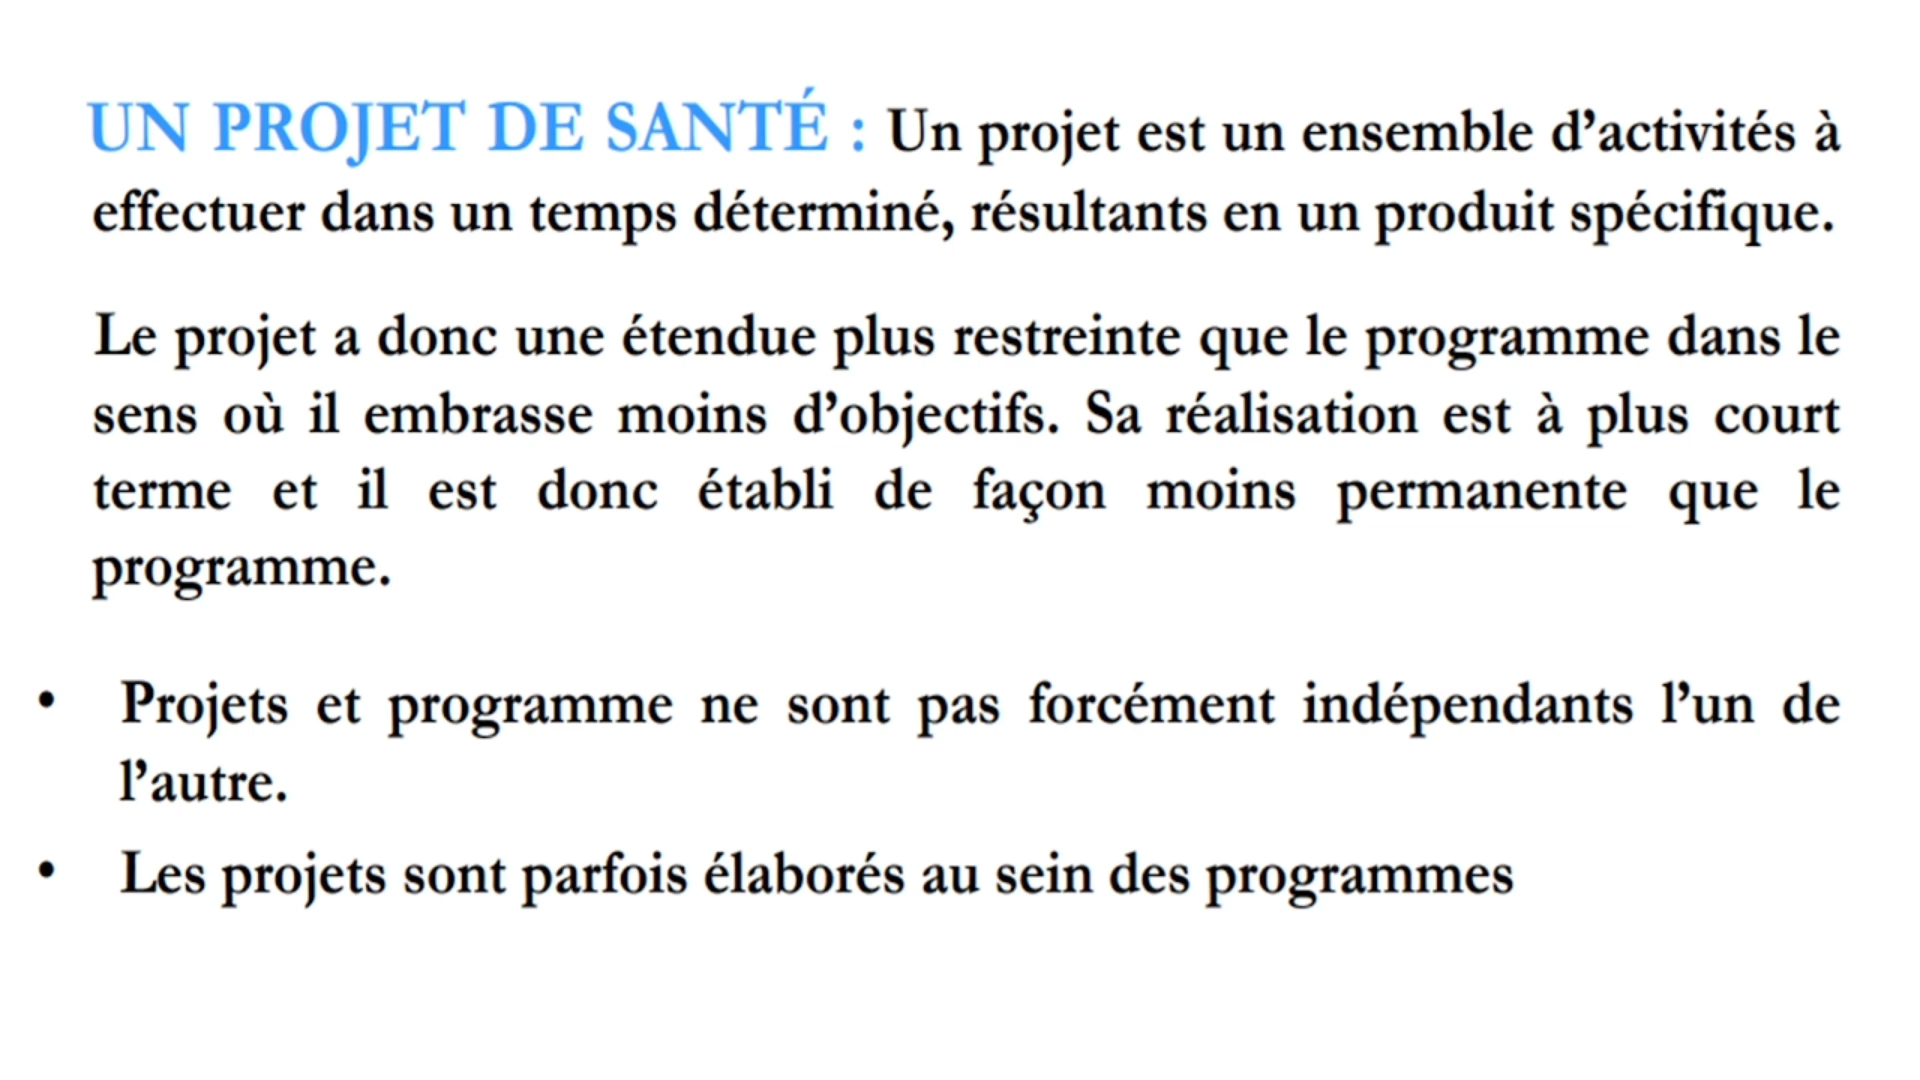 UN PROJET DE SANTÉ : Un projet est un ensemble d’activités à
effectuer dans un temps déterminé, résultants en un produit spécifique.
Le projet a donc une étendue plus restreinte que le programme dans le
sens où il embrasse moins d’objectifs. Sa réalisation est à plus court
terme et il est donc établi de façon moins permanente que le
programme.
• Projets et programme ne sont pas forcément indépendants l’un de
l’autre.
• Les projets sont parfois élaborés au sein des programmes